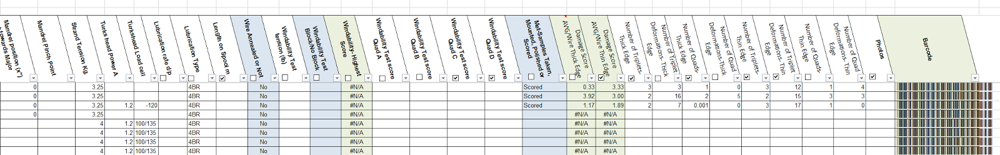 Mandrel position (x")
towards Major
Mandrel Pinch Point
Strand Tension Kg.
Turks head power A
Turkshead Load cell
Lubrication rate d/p
Lubrication Type
Length on Spool m
Wire Annealed or Not
Windability Test
tension (lb)
Windability Test
Block/No Block
Windability Highest
Score
Windability Test score
Quad A
Windability Test score
Quad B
Windability Test score
Quad C
Windability Test score
Quad D
Met-Samples Taken,
Mounted, Polished or
Scored
Damage Score
AVG/Wire Thick Edge
Damage Score
AVG/Wire Thin Edge
Number of Triplets-
Thick Edge
Number of Triplet
Deformations- Thick
Edge
Number of Quads-
Thick Edge
Number of Quad
Deformations-Thick
Edge
Number of Triplets-
Thin Edge
Number of Triplet
Deformations- Thin
Edge
Number of Quads-
Thin Edge
Number of Quad-
Deformations- Thin
Edge
Photos
Barcode
0 3.25 4BR No #N/A Scored 0.33 3.33 3 3 1 0 3 12 1 4
0 3.25 4BR No #N/A Scored 3.92 3.00 2 16 2 5 2 15 3 3
0 3.25 1.2 -120 4BR No #N/A Scored 1.17 1.89 2 7 0.001 0 3 17 1 0
0 3.25 4BR No #N/A #N/A #N/A
4 1.2 100/135 4BR No #N/A #N/A #N/A
4 1.2 100/135 4BR No #N/A #N/A #N/A
4 1.2 100/135 4BR No #N/A #N/A #N/A
4 1.2 100/135 4BR No #N/A #N/A #N/A